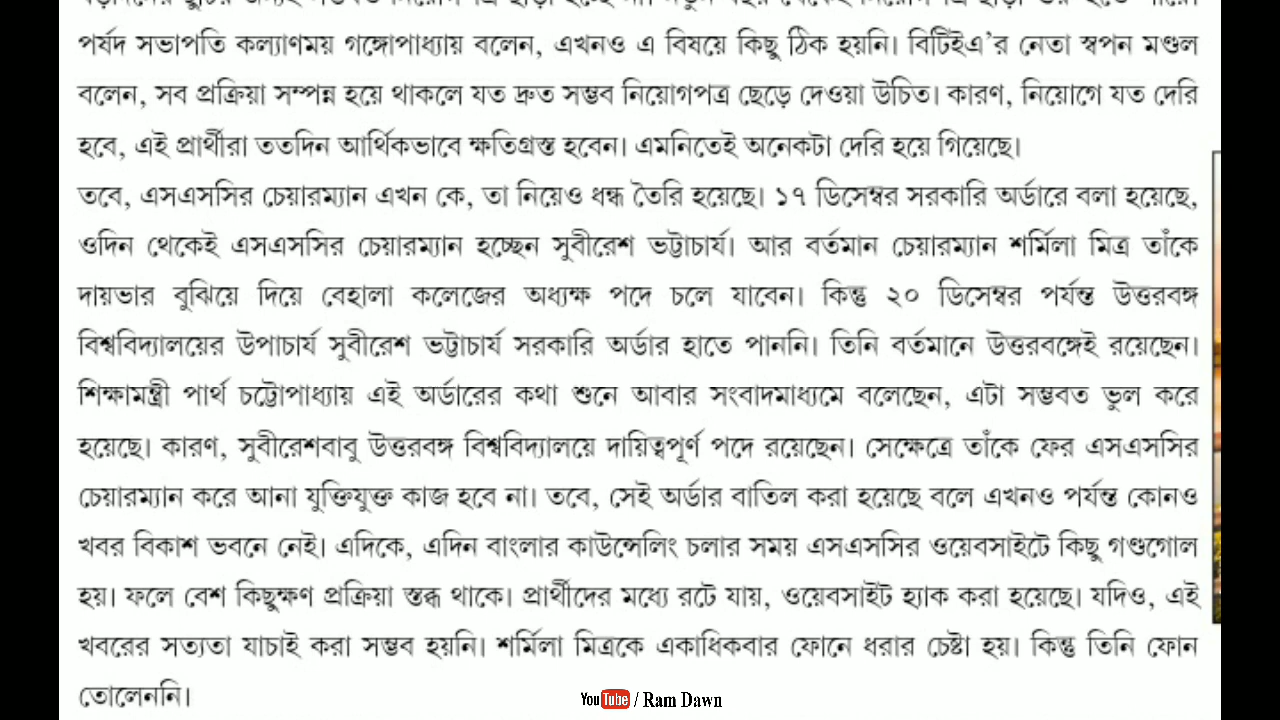 পর্ষদ সভাপতি কল্যাণময় গঙ্গোপাধ্যায় বলেন, এখনও এ বিষয়ে কিছু ঠিক হয়নি। বিটিইএ'র নেতা স্বপন মণ্ডল
বলেন, সব প্রক্রিয়া সম্পন্ন হয়ে থাকলে যত দ্রুত সম্ভব নিয়োগপত্র ছেড়ে দেওয়া উচিত। কারণ, নিয়োগে যত দেরি
হবে, এই প্রার্থীরা ততদিন আর্থিকভাবে ক্ষতিগ্রস্ত হবেন। এমনিতেই অনেকটা দেরি হয়ে গিয়েছে।
তবে, এসএসসির চেয়ারম্যান এখন কে, তা নিয়েও ধন্ধ তৈরি হয়েছে। ১৭ ডিসেম্বর সরকারি অর্ডারে বলা হয়েছে,
ওদিন থেকেই এসএসসির চেয়ারম্যান হচ্ছেন সুবীরেশ ভট্টাচার্য। আর বর্তমান চেয়ারম্যান শর্মিলা মিত্র তাঁকে
দায়ভার বুঝিয়ে দিয়ে বেহালা কলেজের অধ্যক্ষ পদে চলে যাবেন। কিন্তু ২০ ডিসেম্বর পর্যন্ত উত্তরবঙ্গ
বিশ্ববিদ্যালয়ের উপাচার্য সুবীরেশ ভট্টাচার্য সরকারি অর্ডার হাতে পাননি। তিনি বর্তমানে উত্তরবঙ্গেই রয়েছেন।
শিক্ষামন্ত্রী পার্থ চট্টোপাধ্যায় এই অর্ডারের কথা শুনে আবার সংবাদমাধ্যমে বলেছেন, এটা সম্ভবত ভুল করে
হয়েছে। কারণ, সুবীরেশবাবু উত্তরবঙ্গ বিশ্ববিদ্যালয়ে দায়িত্বপূর্ণ পদে রয়েছেন। সেক্ষেত্রে তাঁকে ফের এসএসসির
চেয়ারম্যান করে আনা যুক্তিযুক্ত কাজ হবে না। তবে, সেই অর্ডার বাতিল করা হয়েছে বলে এখনও পর্যন্ত কোনও
খবর বিকাশ ভবনে নেই। এদিকে, এদিন বাংলার কাউন্সেলিং চলার সময় এসএসসির ওয়েবসাইটে কিছু গণ্ডগোল
হয়। ফলে বেশ কিছুক্ষণ প্রক্রিয়া স্তব্ধ থাকে। প্রার্থীদের মধ্যে রটে যায়, ওয়েবসাইট হ্যাক করা হয়েছে। যদিও, এই
খবরের সত্যতা যাচাই করা সম্ভব হয়নি। শর্মিলা মিত্রকে একাধিকবার ফোনে ধরার চেষ্টা হয়। কিন্তু তিনি ফোন
তোলেননি।
YouTube / Ram Dawn